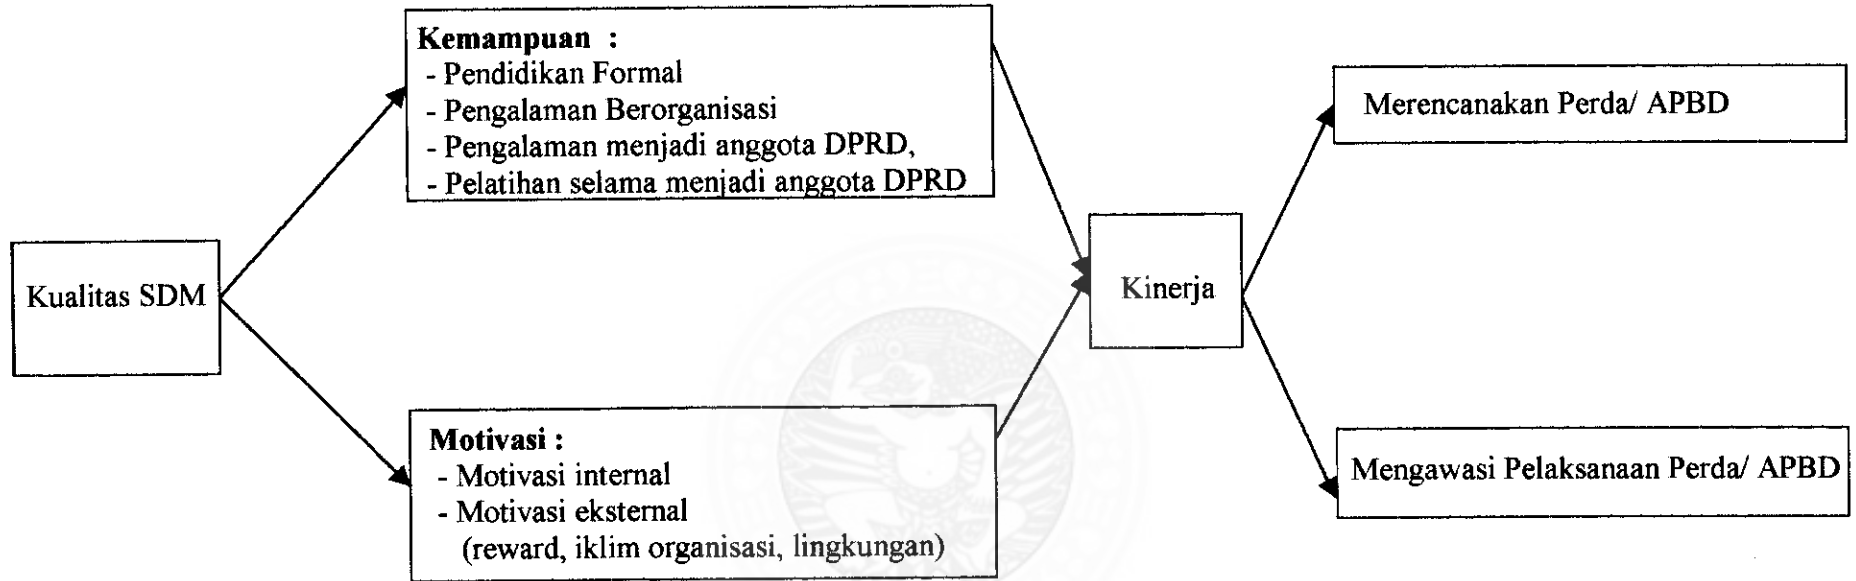 Kemampuan :
- Pendidikan Formal
- Pengalaman Berorganisasi
- Pengalaman menjadi anggota DPRD,
- Pelatihan selama menjadi anggota DPRD
Merencanakan Perda/ APBD
Kualitas SDM
Kinerja
Motivasi :
- Motivasi internal
- Motivasi eksternal
(reward, iklim organisasi, lingkungan)
Mengawasi Pelaksanaan Perda/ APBD